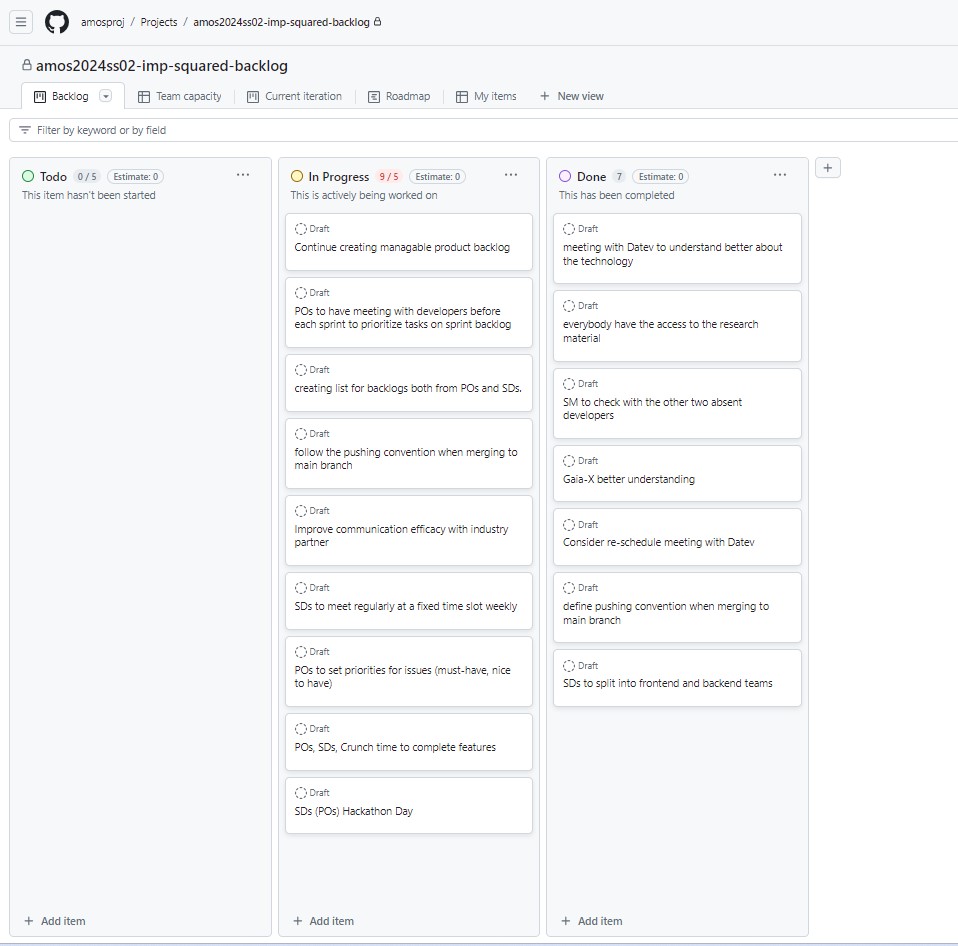 amosproj / Projects / amos2024ss02-imp-squared-backlog
amos2024ss02-imp-squared-backlog
Backlog Team capacity Current iteration Roadmap My items + New view
Filter by keyword or by field
Todo 0 / 5 Estimate: 0 ...
This item hasn't been started
+ Add item
In Progress 9 / 5 Estimate: 0 ...
This is actively being worked on
Draft
Continue creating managable product backlog
Draft
POs to have meeting with developers before
each sprint to prioritize tasks on sprint backlog
Draft
creating list for backlogs both from POs and SDs.
Draft
follow the pushing convention when merging to
main branch
Draft
Improve communication efficacy with industry
partner
Draft
SDs to meet regularly at a fixed time slot weekly
Draft
POs to set priorities for issues (must-have, nice
to have)
Draft
POs, SDs, Crunch time to complete features
Draft
SDs (POs) Hackathon Day
+ Add item
Done 7 Estimate: 0 ...
This has been completed
Draft
meeting with Datev to understand better about
the technology
Draft
everybody have the access to the research
material
Draft
SM to check with the other two absent
developers
Draft
Gaia-X better understanding
Draft
Consider re-schedule meeting with Datev
Draft
define pushing convention when merging to
main branch
Draft
SDs to split into frontend and backend teams
+ Add item
+